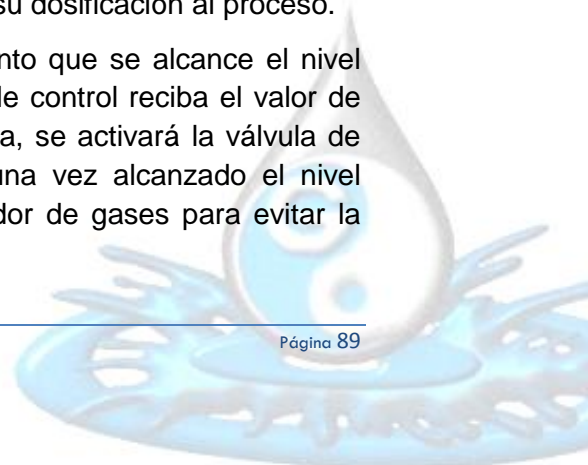 su dosificación al proceso.
nto que se alcance el nivel
le control reciba el valor de
a, se activará la válvula de
una vez alcanzado el nivel
dor de gases para evitar la
Página 89